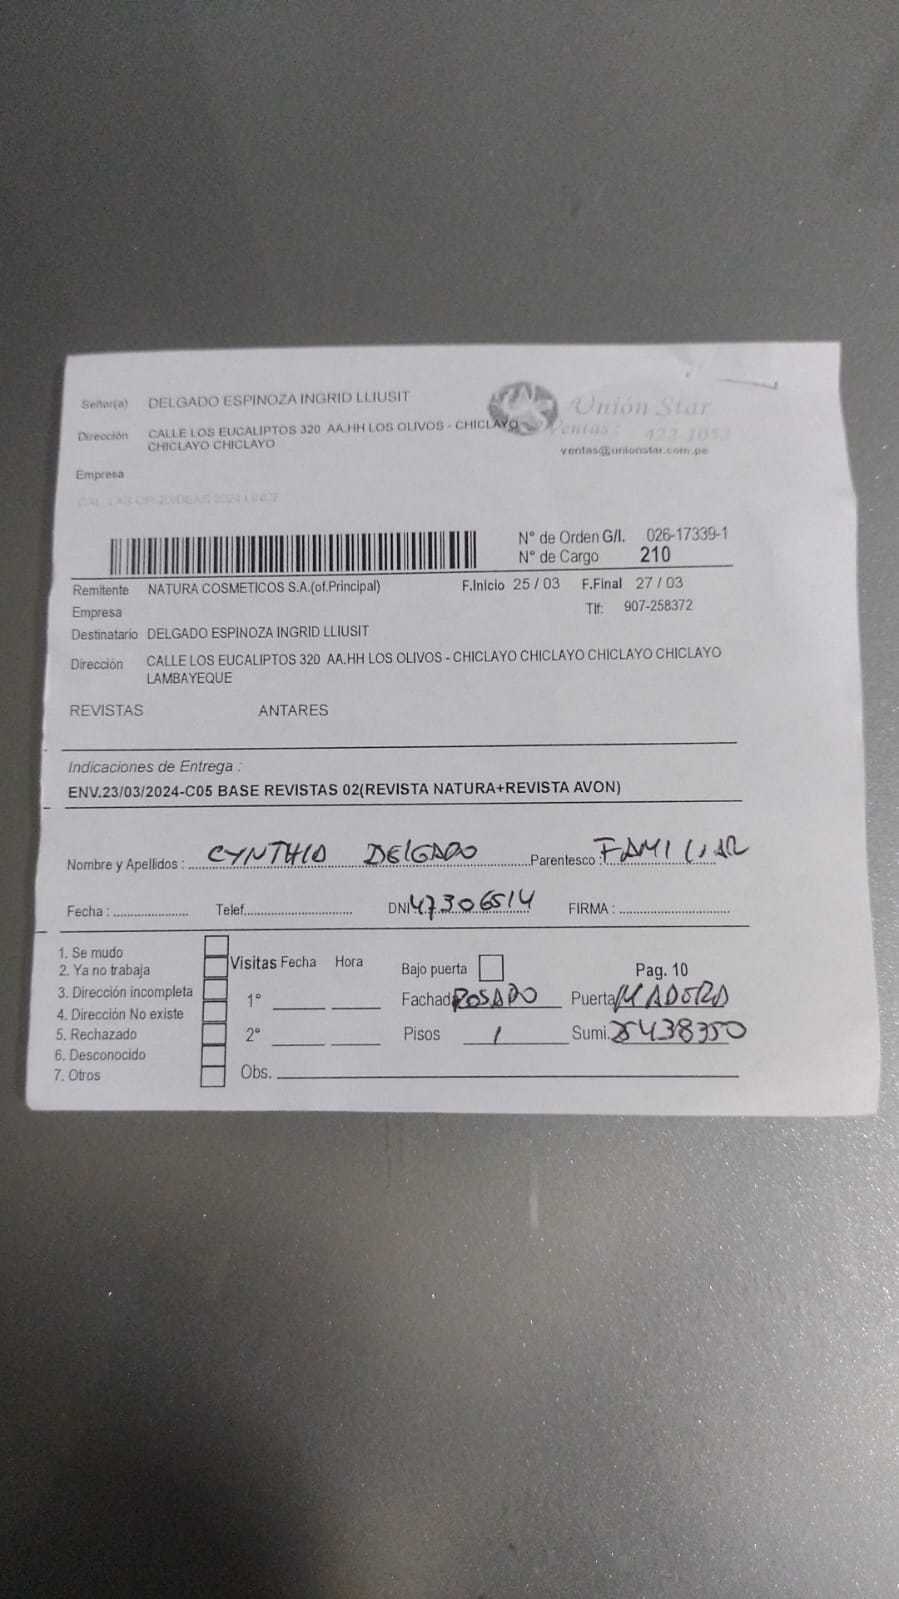 Señor(a) DELGADO ESPINOZA INGRID LLIUSIT
Unión Star
Dirección CALLE LOS EUCALIPTOS 320 AA.HH LOS OLIVOS - CHICLAYO
CHICLAYO CHICLAYO
Ventas: 422-1053
ventas@unionstar.com.pe
Empresa
N° de Orden G/I. 026-17339-1
N° de Cargo 210
Remitente NATURA COSMETICOS S.A.(of.Principal) F.Inicio 25 / 03 F.Final 27 / 03
Empresa Tlf: 907-258372
Destinatario DELGADO ESPINOZA INGRID LLIUSIT
Dirección CALLE LOS EUCALIPTOS 320 AA.HH LOS OLIVOS - CHICLAYO CHICLAYO CHICLAYO CHICLAYO
LAMBAYEQUE
REVISTAS ANTARES
Indicaciones de Entrega :
ENV.23/03/2024-C05 BASE REVISTAS 02(REVISTA NATURA+REVISTA AVON)
Nombre y Apellidos : CYNTHIA DELGADO Parentesco : FAMILIAR
Fecha : Telef. DNI 47306514 FIRMA :
1. Se mudo
2. Ya no trabaja
3. Dirección incompleta
4. Dirección No existe
5. Rechazado
6. Desconocido
7. Otros
Visitas Fecha Hora
1°
2°
Obs.
Bajo puerta Pag. 10
Fachad ROSADO Puerta MADERA
Pisos 1 Sumi. 25438350